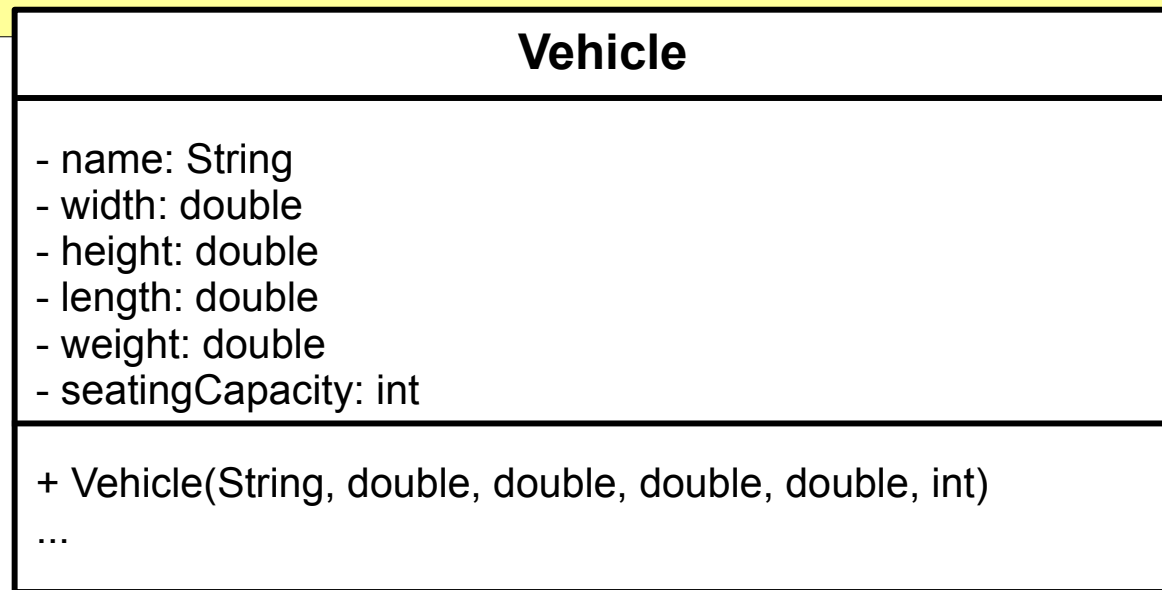 Vehicle
- name: String
- width: double
- height: double
- length: double
- weight: double
- seatingCapacity: int
+ Vehicle(String, double, double, double, double, int)
...